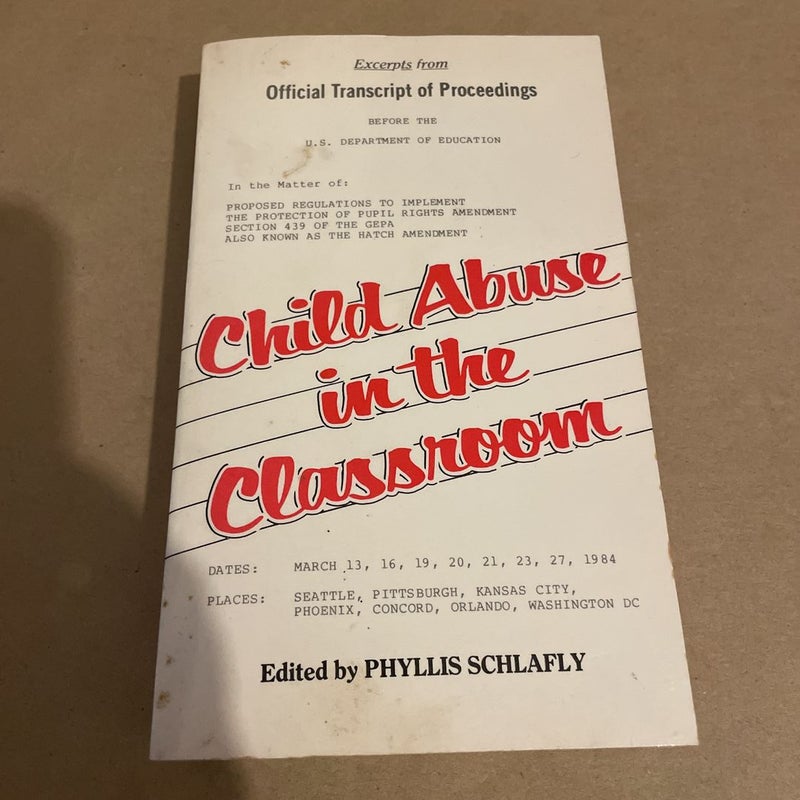 Excerpts from
Official Transcript of Proceedings
BEFORE THE
U.S. DEPARTMENT OF EDUCATION
In the Matter of:
PROPOSED REGULATIONS TO IMPLEMENT
THE PROTECTION OF PUPIL RIGHTS AMENDMENT
SECTION 439 OF THE GEPA
ALSO KNOWN AS THE HATCH AMENDMENT
Child Abuse
in the
Classroom
DATES: MARCH 13, 16, 19, 20, 21, 23, 27, 1984
PLACES: SEATTLE, PITTSBURGH, KANSAS CITY,
PHOENIX, CONCORD, ORLANDO, WASHINGTON DC
Edited by PHYLLIS SCHLAFLY